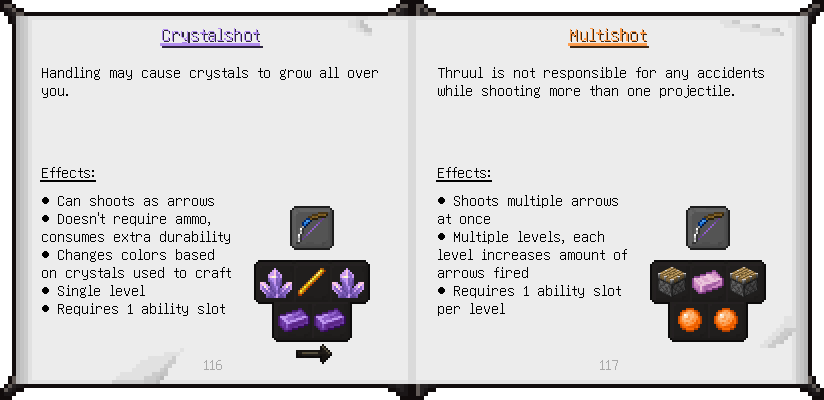 Crystalshot
Handling may cause crystals to grow all over
you.
Effects:
• Can shoots as arrows
• Doesn't require ammo,
consumes extra durability
• Changes colors based
on crystals used to craft
• Single level
• Requires 1 ability slot
116
Multishot
Thruul is not responsible for any accidents
while shooting more than one projectile.
Effects:
• Shoots multiple arrows
at once
• Multiple levels, each
level increases amount of
arrows fired
• Requires 1 ability slot
per level
117